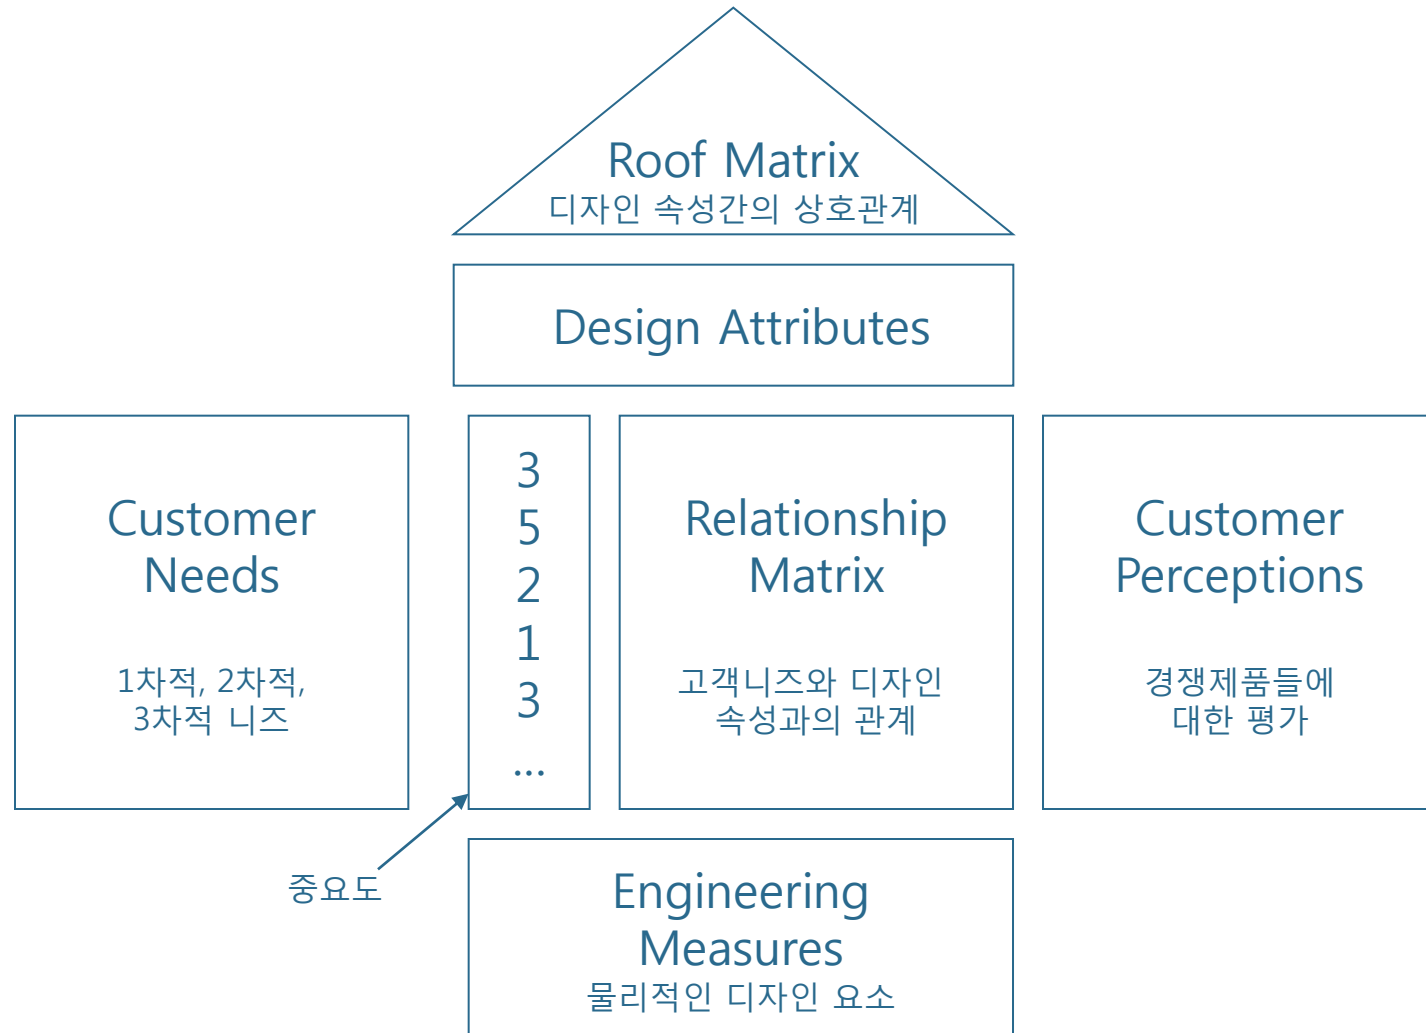 Roof Matrix
디자인 속성간의 상호관계
Design Attributes
Customer
Needs
1차적, 2차적,
3차적 니즈
3
5
2
1
3
...
중요도
Relationship
Matrix
고객니즈와 디자인
속성과의 관계
Customer
Perceptions
경쟁제품들에
대한 평가
Engineering
Measures
물리적인 디자인 요소